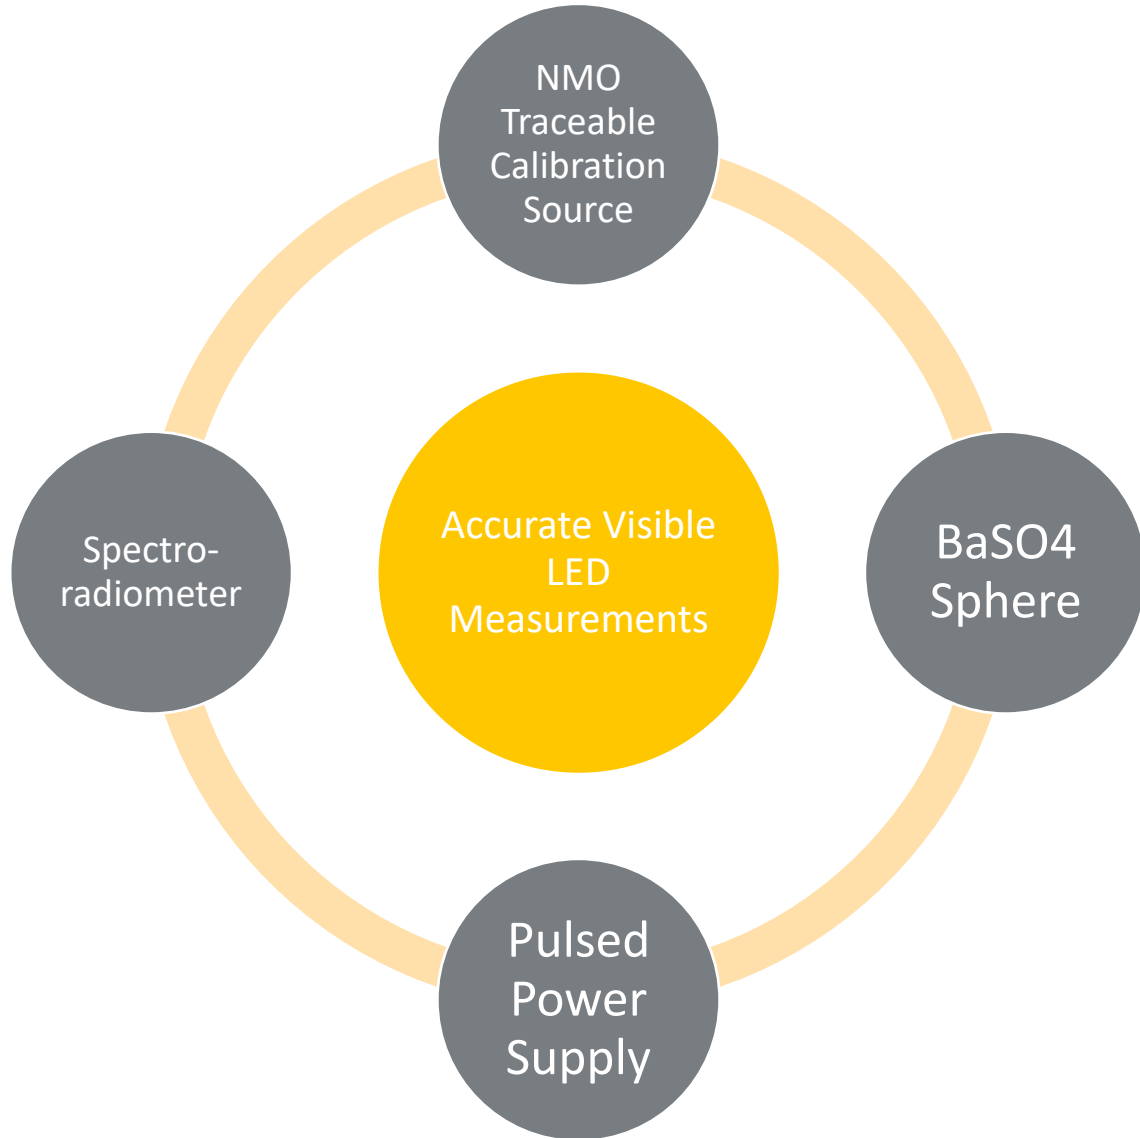 NMO
Traceable
Calibration
Source
Spectro-
radiometer
Accurate Visible
LED
Measurements
BaSO4
Sphere
Pulsed
Power
Supply